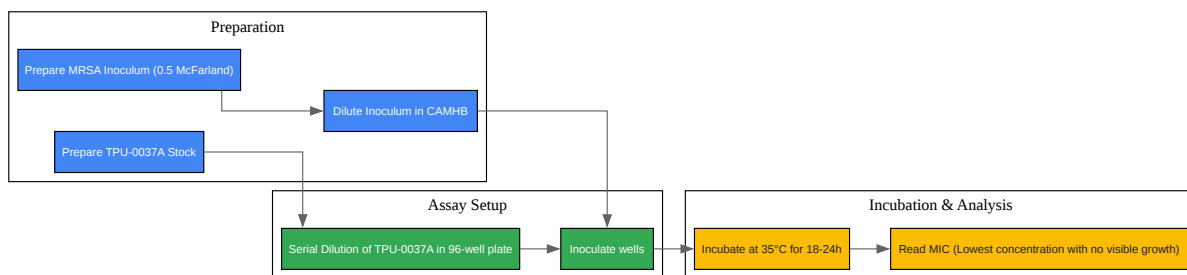 Preparation
Prepare MRSA Inoculum (0.5 McFarland)
Dilute Inoculum in CAMHB
Prepare TPU-0037A Stock
Assay Setup
Serial Dilution of TPU-0037A in 96-well plate
Inoculate wells
Incubation & Analysis
Incubate at 35°C for 18-24h
Read MIC (Lowest concentration with no visible growth)